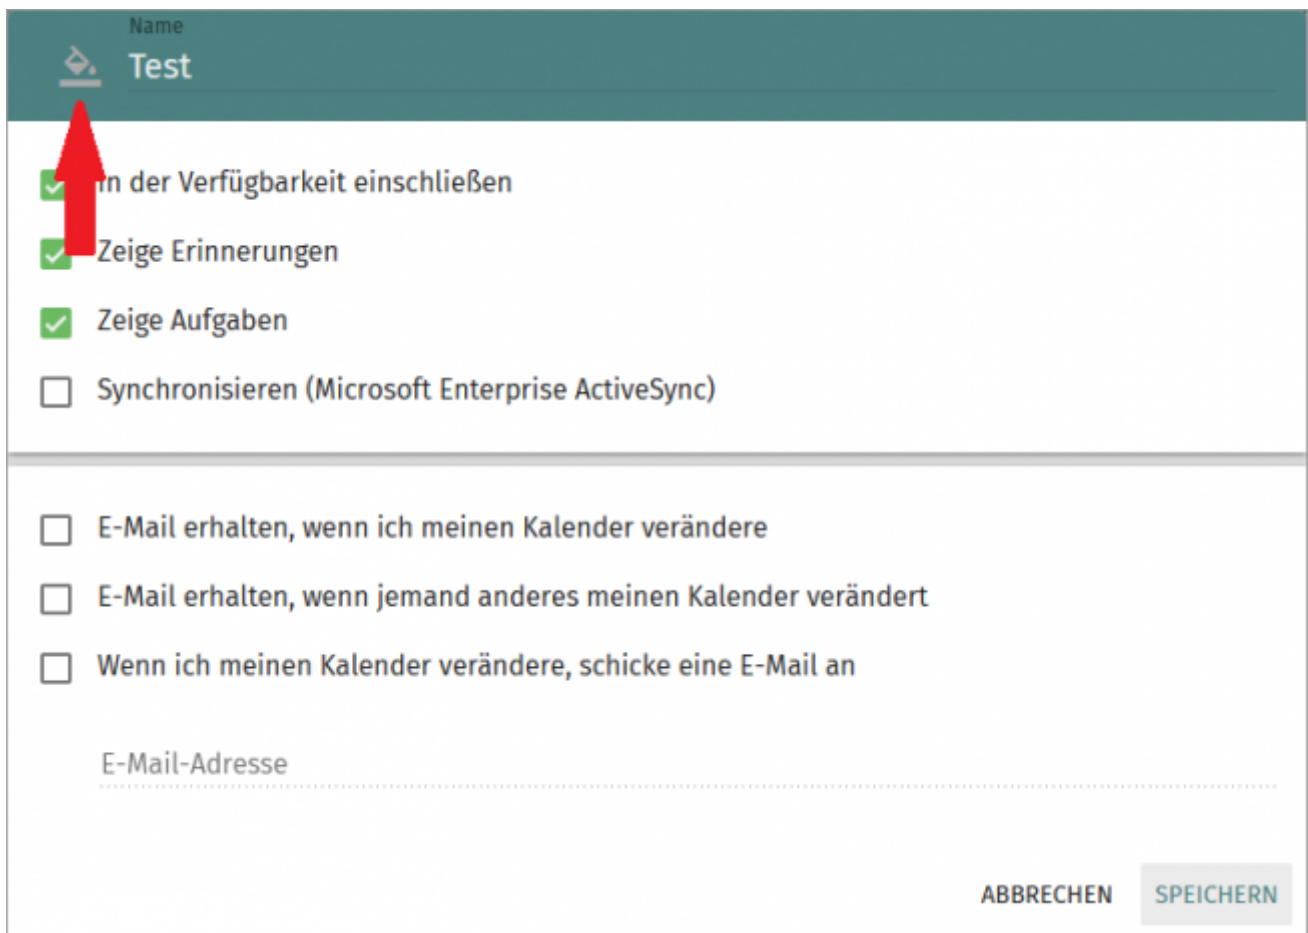 Name
Test
In der Verfügbarkeit einschließen
Zeige Erinnerungen
Zeige Aufgaben
Synchronisieren (Microsoft Enterprise ActiveSync)
E-Mail erhalten, wenn ich meinen Kalender verändere
E-Mail erhalten, wenn jemand anderes meinen Kalender verändert
Wenn ich meinen Kalender verändere, schicke eine E-Mail an
E-Mail-Adresse
ABBRECHEN SPEICHERN